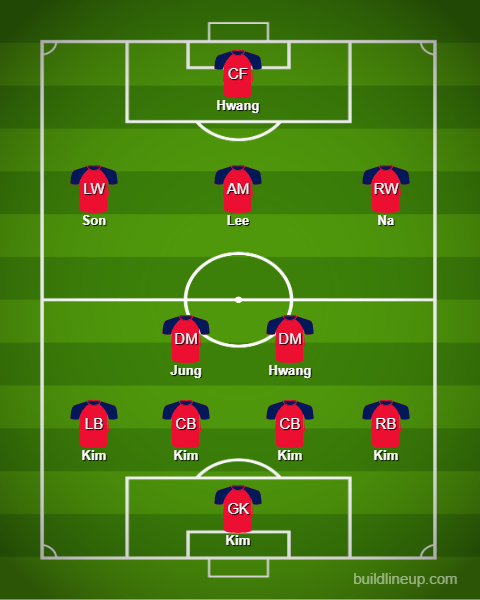 CF
Hwang
LW AM RW
Son Lee Na
DM DM
Jung Hwang
LB CB CB RB
Kim Kim Kim Kim
GK
Kim
buildlineup.com